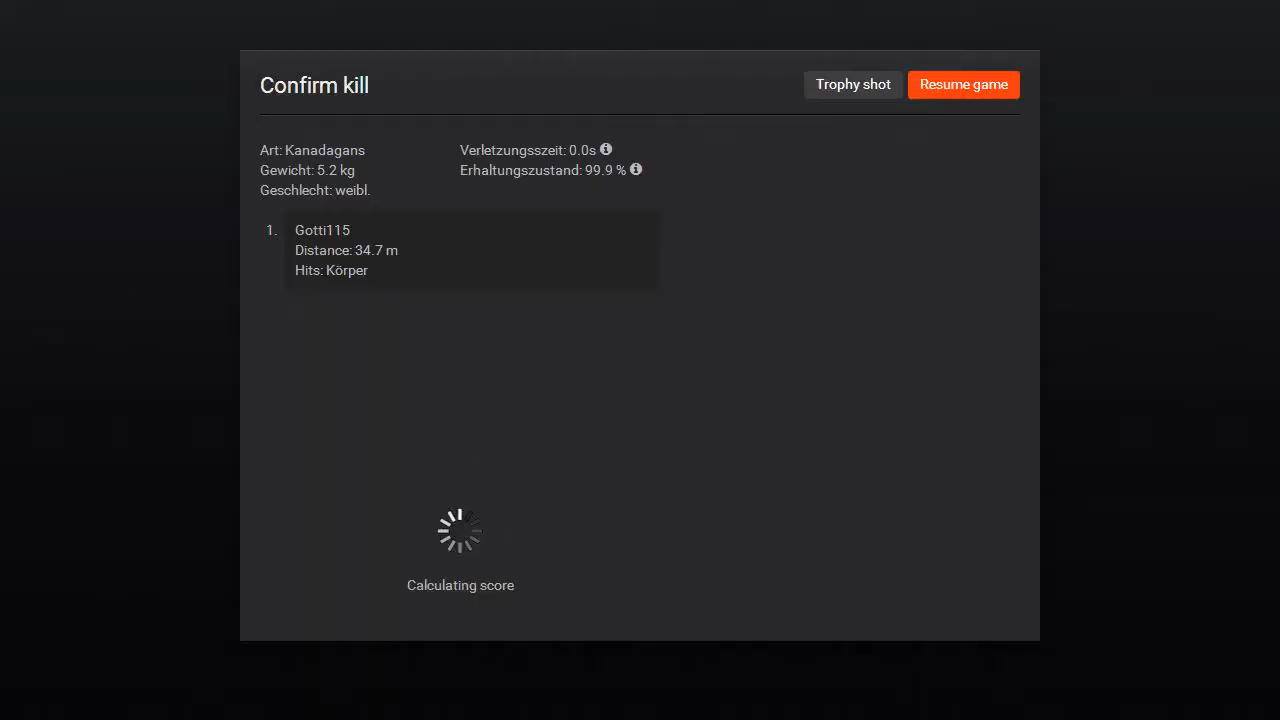 Confirm kill
Trophy shot
Resume game
Art: Kanadagans
Gewicht: 5.2 kg
Geschlecht: weibl.
Verletzungsszeit: 0.0s
Erhaltungszustand: 99.9 %
1.
Gotti115
Distance: 34.7 m
Hits: Körper
Calculating score